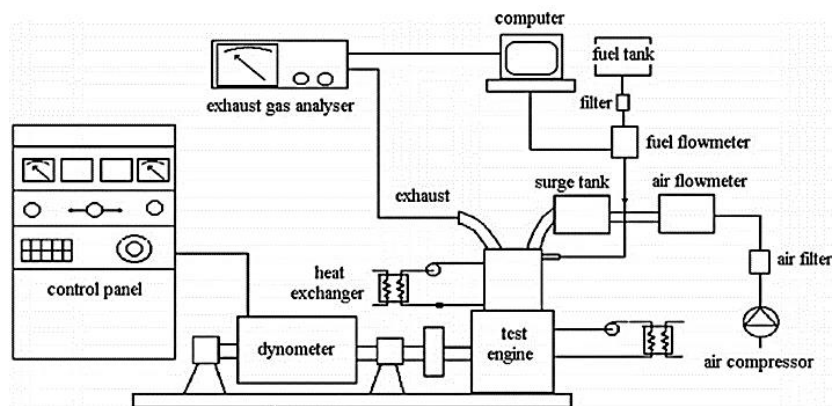 computer
fuel tank
exhaust gas analyser
filter
fuel flowmeter
surge tank
air flowmeter
exhaust
air filter
heat
exchanger
control panel
dynometer
test
engine
air compressor